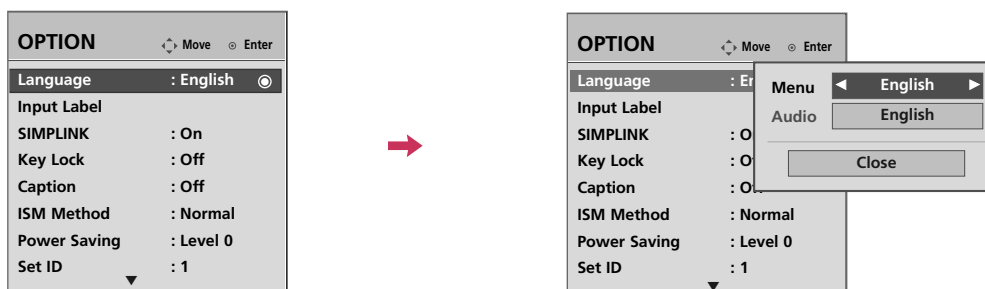 OPTION Move Enter
Language : English
Input Label
SIMPLINK : On
Key Lock : Off
Caption : Off
ISM Method : Normal
Power Saving : Level 0
Set ID : 1
OPTION Move Enter
Language : En
Input Label
SIMPLINK : O
Key Lock : O
Caption : O
ISM Method : Normal
Power Saving : Level 0
Set ID : 1
Menu English
Audio English
Close